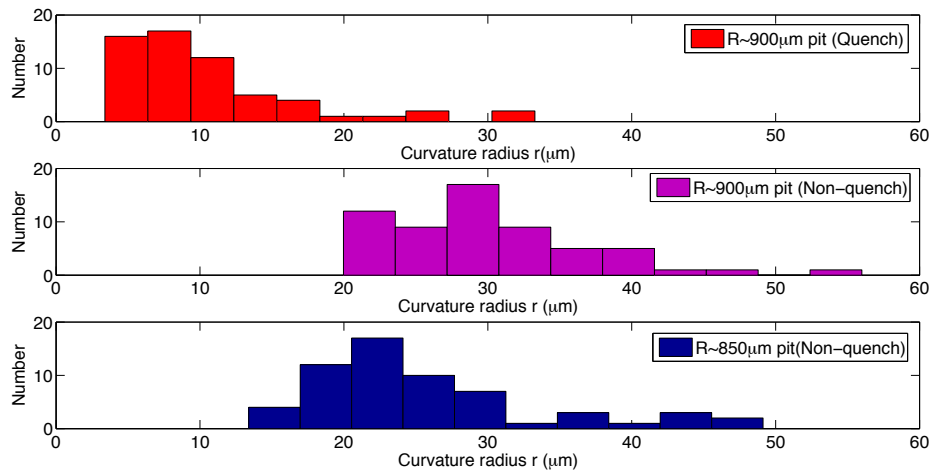 20
10
0
Number
R~900μm pit (Quench)
0 10 20 30 40 50 60
Curvature radius r(μm)
20
10
0
Number
R~900μm pit (Non-quench)
0 10 20 30 40 50 60
Curvature radius r (μm)
20
10
0
Number
R~850μm pit(Non-quench)
0 10 20 30 40 50 60
Curvature radius r (μm)